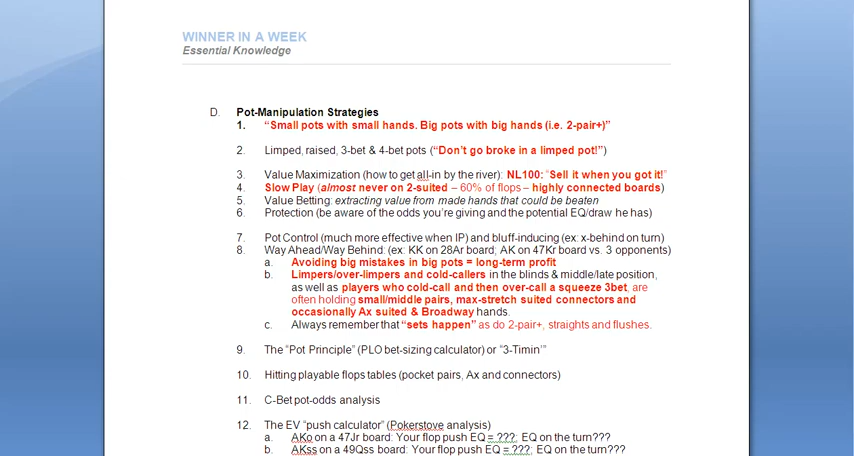 WINNER IN A WEEK
Essential Knowledge
D. Pot-Manipulation Strategies
1. “Small pots with small hands. Big pots with big hands (i.e. 2-pair+)”
2. Limped, raised, 3-bet & 4-bet pots (“Don’t go broke in a limped pot!”)
3. Value Maximization (how to get all-in by the river): NL100: “Sell it when you got it!”
4. Slow Play (almost never on 2-suited – 60% of flops – highly connected boards)
5. Value Betting: extracting value from made hands that could be beaten
6. Protection (be aware of the odds you’re giving and the potential EQ/draw he has)
7. Pot Control (much more effective when IP) and bluff-inducing (ex: x-behind on turn)
8. Way Ahead/Way Behind: (ex: KK on 28Ar board; AK on 47Kr board vs. 3 opponents)
a. Avoiding big mistakes in big pots = long-term profit
b. Limpers/over-limpers and cold-callers in the blinds & middle/late position,
as well as players who cold-call and then over-call a squeeze 3bet, are
often holding small/middle pairs, max-stretch suited connectors and
occasionally Ax suited & Broadway hands.
c. Always remember that “sets happen” as do 2-pair+, straights and flushes.
9. The “Pot Principle” (PLO bet-sizing calculator) or “3-Timin’”
10. Hitting playable flops tables (pocket pairs, Ax and connectors)
11. C-Bet pot-odds analysis
12. The EV “push calculator” (Pokerstove analysis)
a. AKo on a 47Jr board: Your flop push EQ = ???; EQ on the turn???
b. AKss on a 49Qss board: Your flop push EQ = ???; EQ on the turn???